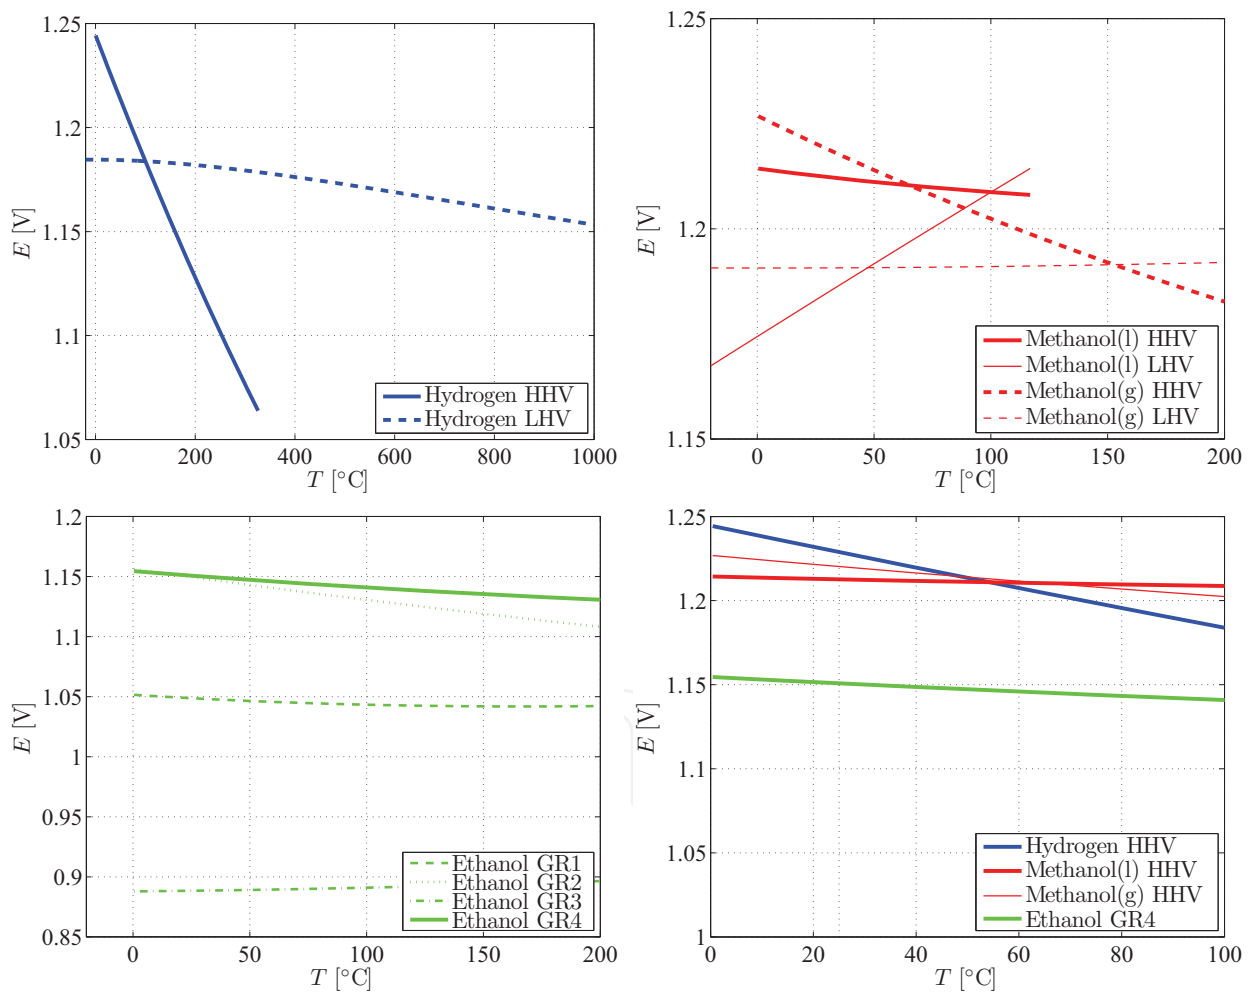 1.25
1.2
1.15
1.1
1.05
E [V]
0 200 400 600 800 1000
T [°C]
Hydrogen HHV
Hydrogen LHV
1.25
1.2
1.15
E [V]
0 50 100 150 200
T [°C]
Methanol(l) HHV
Methanol(l) LHV
Methanol(g) HHV
Methanol(g) LHV
1.2
1.15
1.1
1.05
1
0.95
0.9
0.85
E [V]
0 50 100 150 200
T [°C]
Ethanol GR1
Ethanol GR2
Ethanol GR3
Ethanol GR4
1.25
1.2
1.15
1.1
1.05
1
E [V]
0 20 40 60 80 100
T [°C]
Hydrogen HHV
Methanol(l) HHV
Methanol(g) HHV
Ethanol GR4